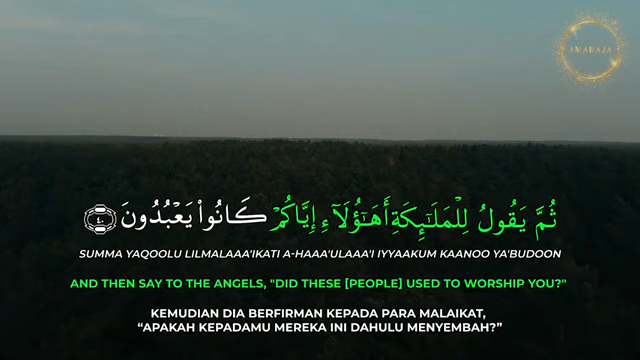 AMABAJA
ثُمَّ يَقُولُ لِلْمَلَٰٓئِكَةِ أَهَٰٓؤُلَآءِ إِيَّاكُمْ كَانُوا۟ يَعْبُدُونَ ٤٠
SUMMA YAQOOLU LILMALAAA'IKATI A-HAAA'ULAAA'I IYYAAKUM KAANOO YA'BUDOON
AND THEN SAY TO THE ANGELS, "DID THESE [PEOPLE] USED TO WORSHIP YOU?"
KEMUDIAN DIA BERFIRMAN KEPADA PARA MALAIKAT,
“APAKAH KEPADAMU MEREKA INI DAHULU MENYEMBAH?”